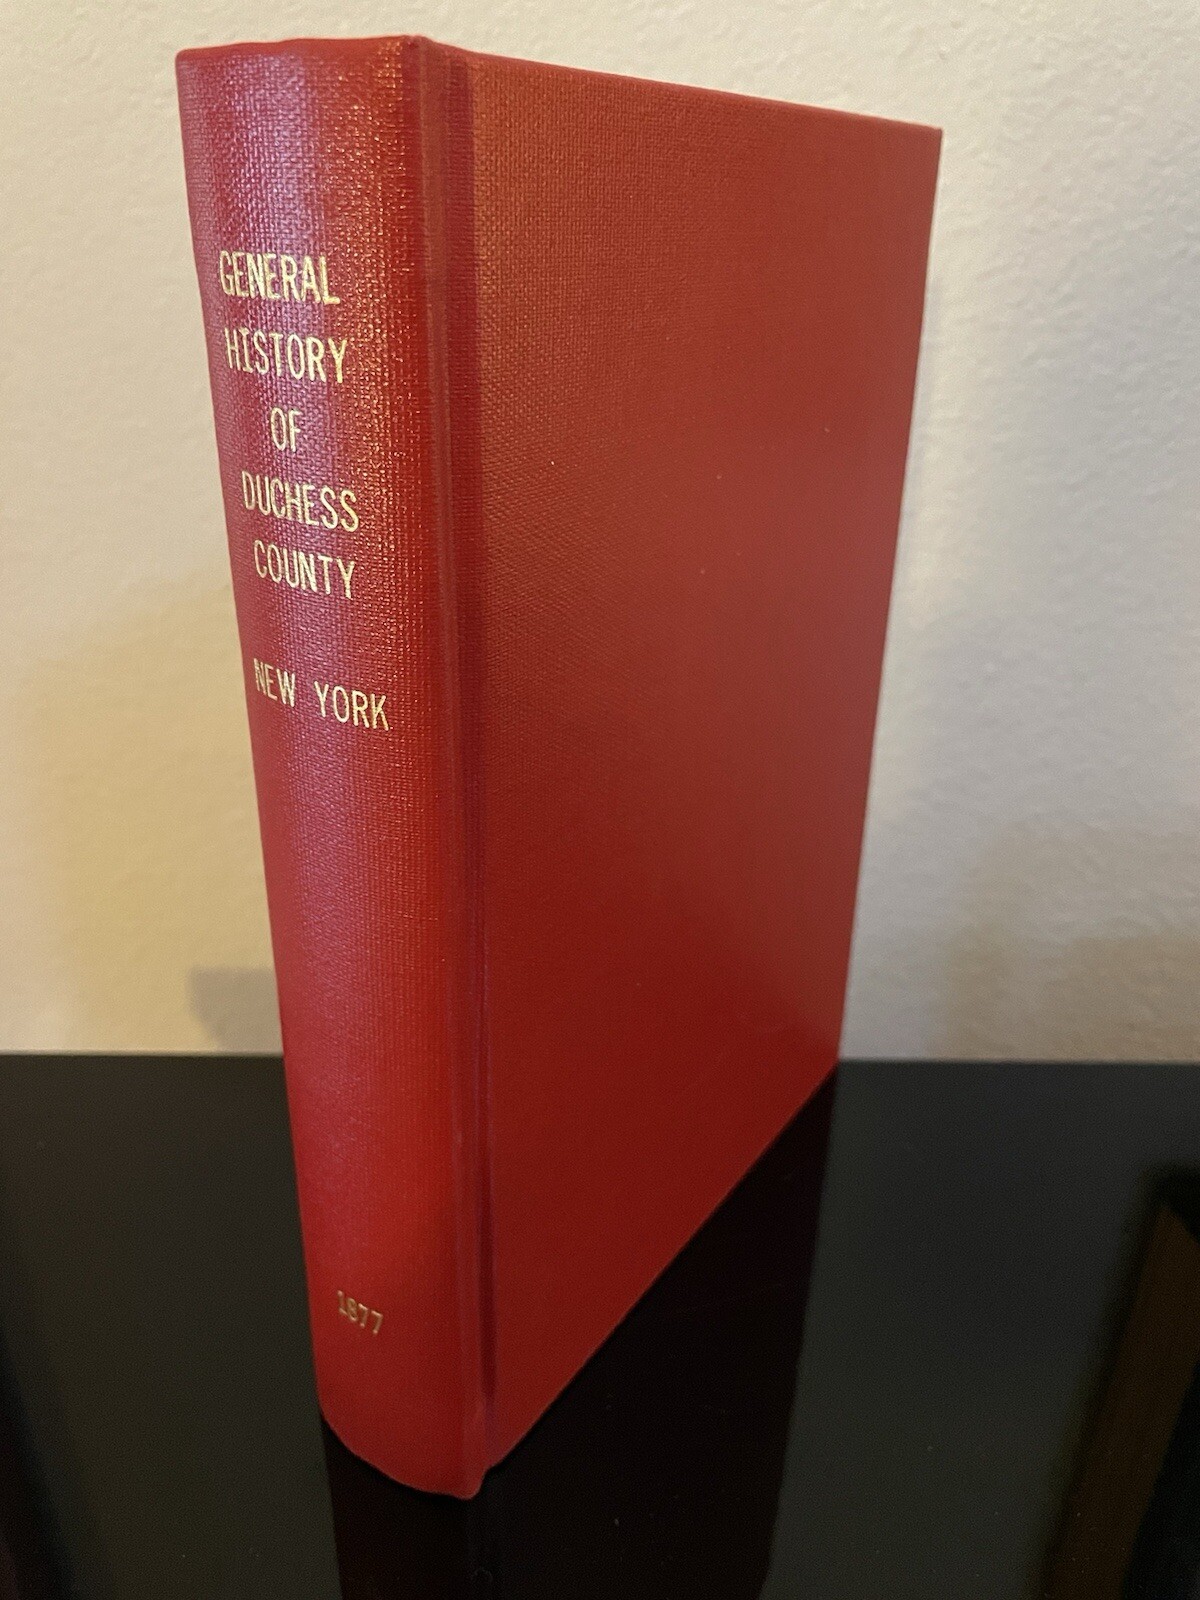 GENERAL
HISTORY
OF
DUCHESS
COUNTY
NEW YORK
1877